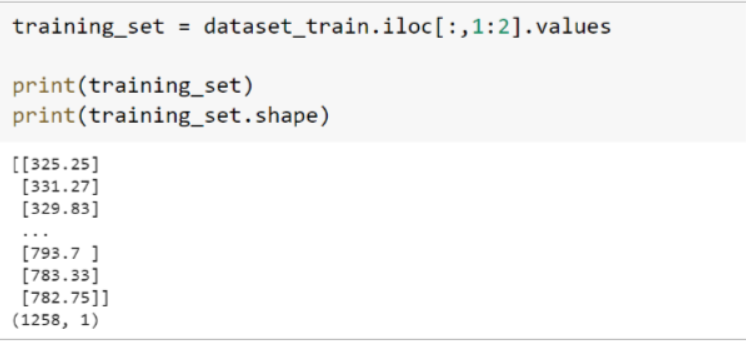 training_set = dataset_train.iloc[:,1:2].values
print(training_set)
print(training_set.shape)
[[325.25]
[331.27]
[329.83]
...
[793.7 ]
[783.33]
[782.75]]
(1258, 1)